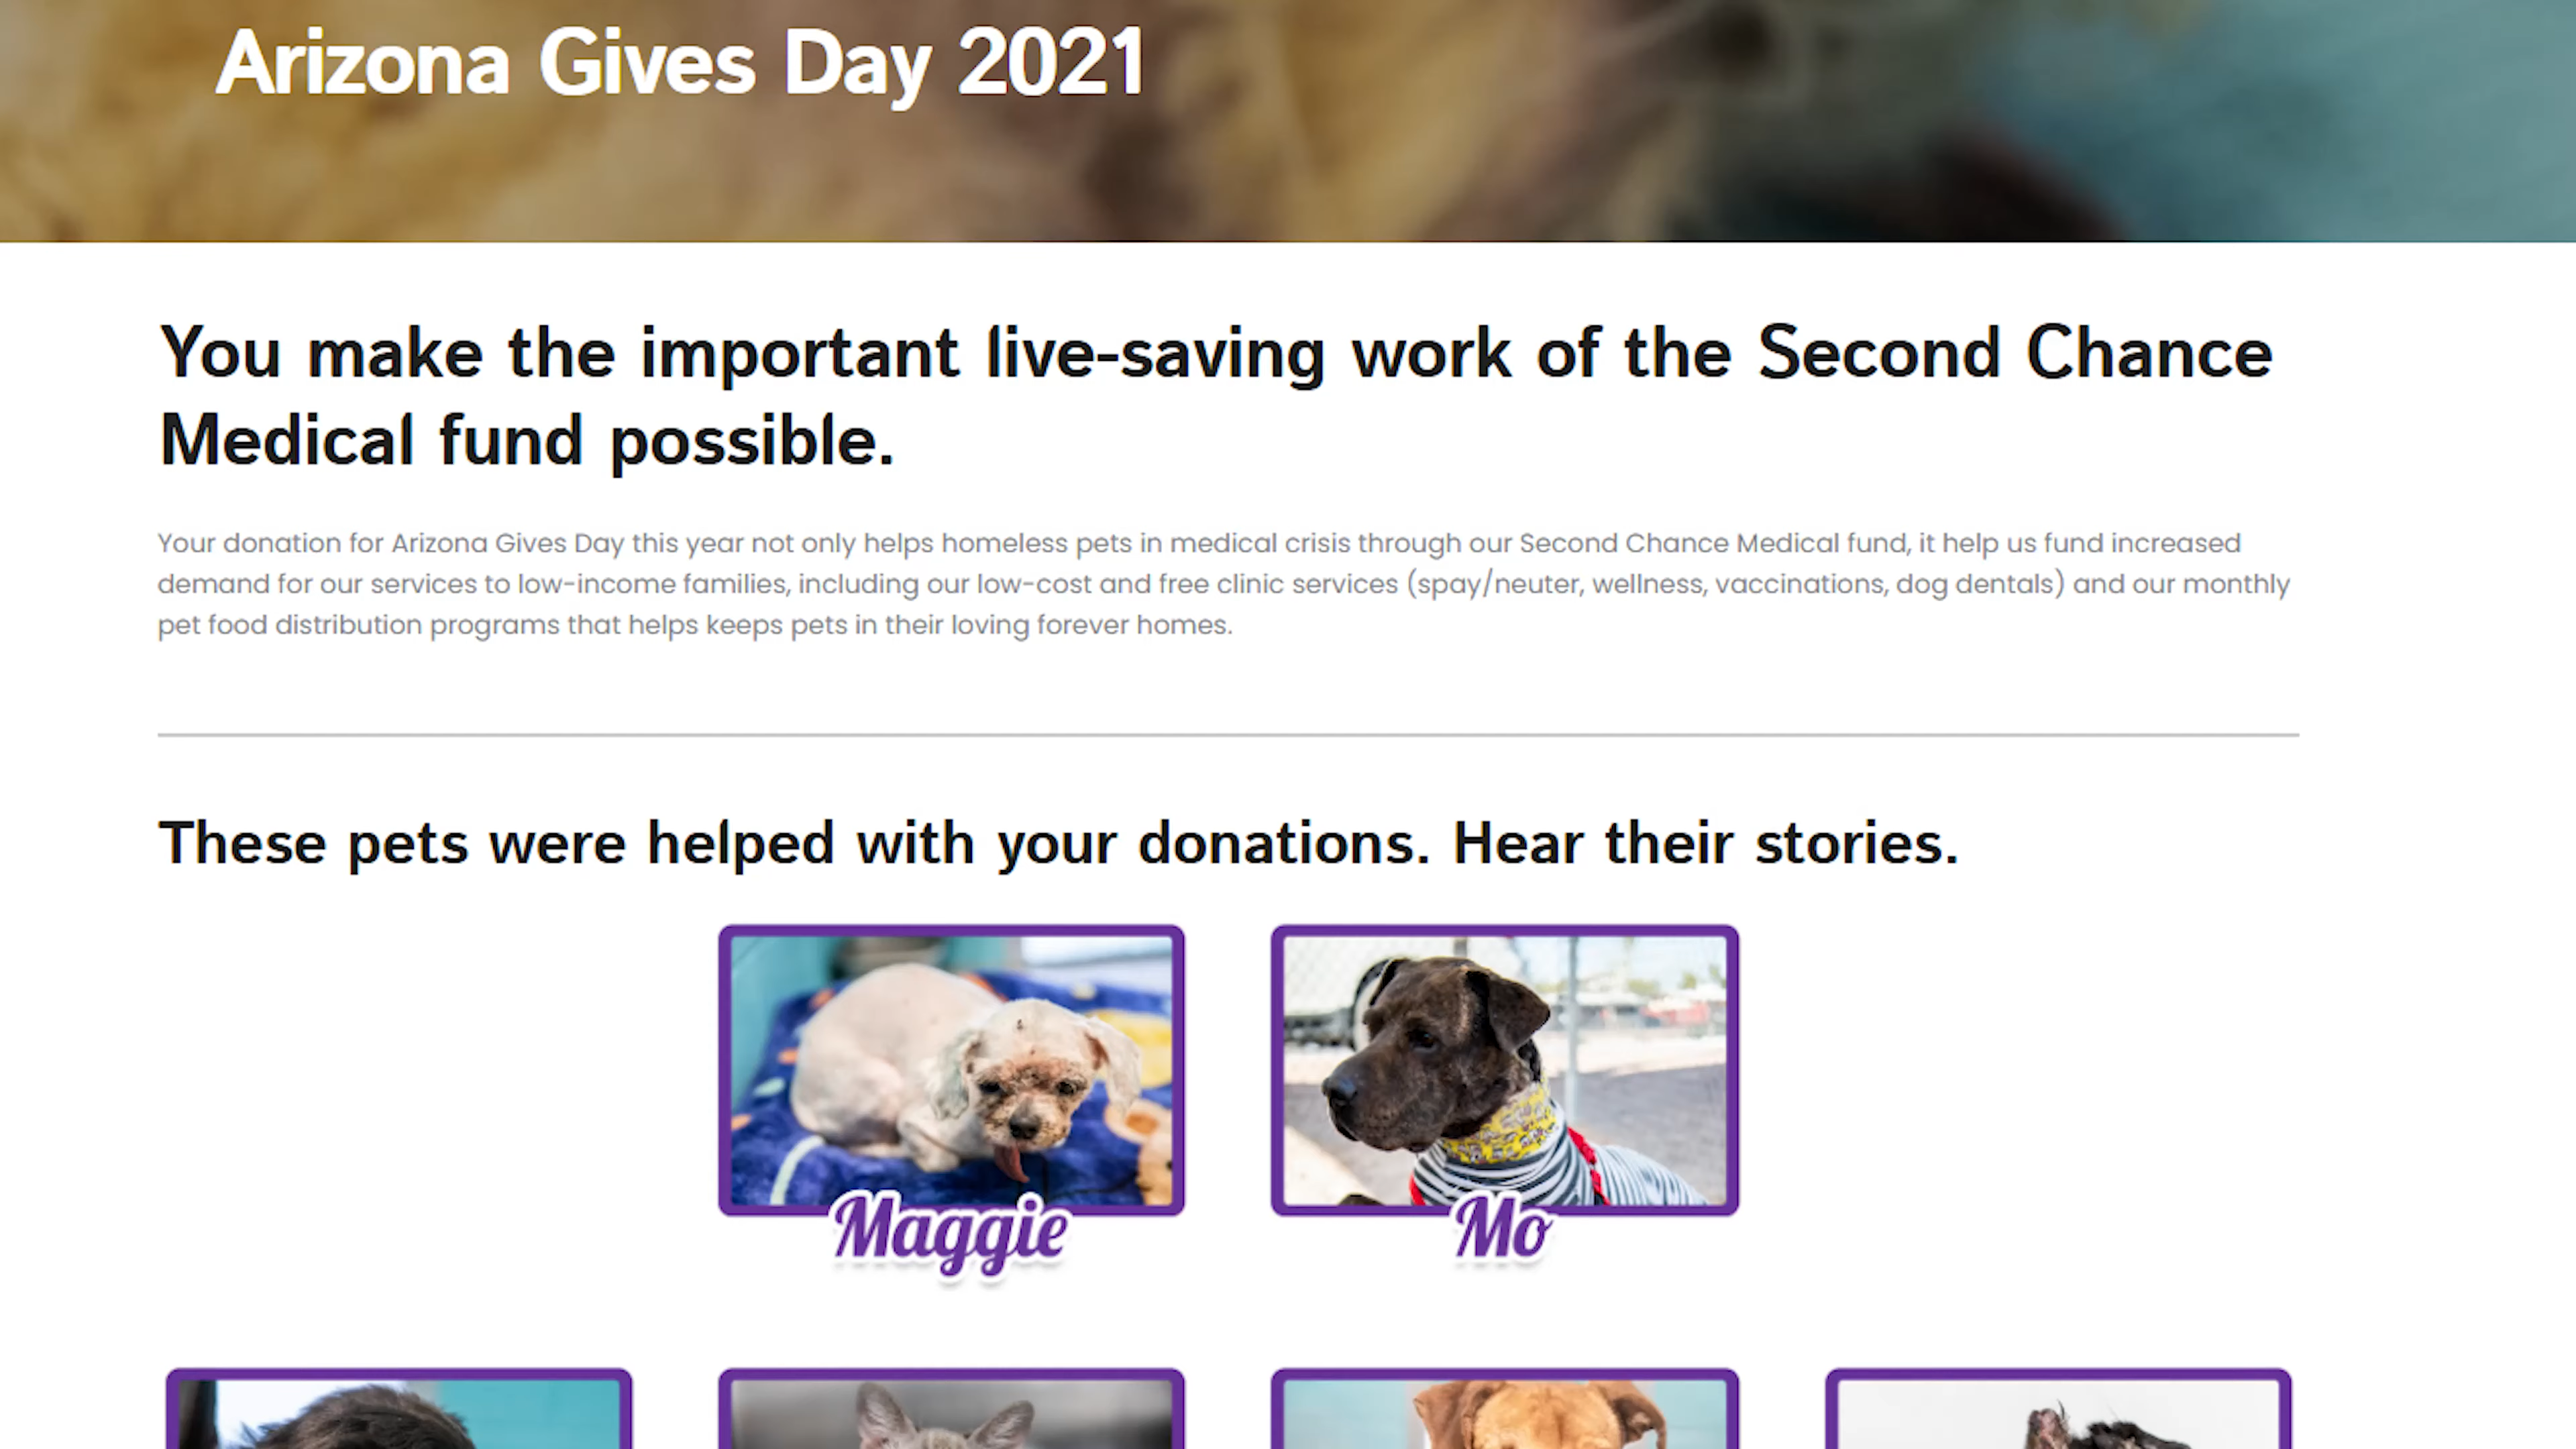 Arizona Gives Day 2021
You make the important live-saving work of the Second Chance
Medical fund possible.
Your donation for Arizona Gives Day this year not only helps homeless pets in medical crisis through our Second Chance Medical fund, it help us fund increased
demand for our services to low-income families, including our low-cost and free clinic services (spay/neuter, wellness, vaccinations, dog dentals) and our monthly
pet food distribution programs that helps keeps pets in their loving forever homes.
These pets were helped with your donations. Hear their stories.
Maggie
Mo